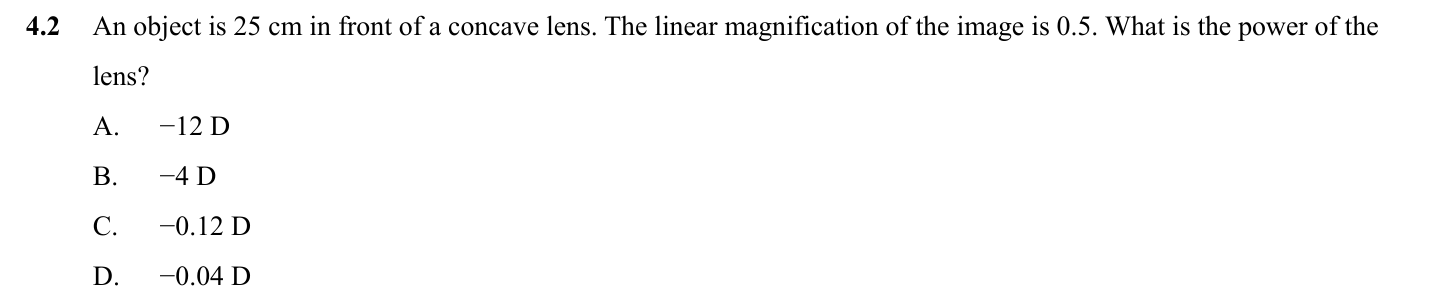 4.2 An object is 25 cm in front of a concave lens. The linear magnification of the image is 0.5. What is the power of the
lens?
A. −12 D
B. −4 D
C. −0.12 D
D. −0.04 D